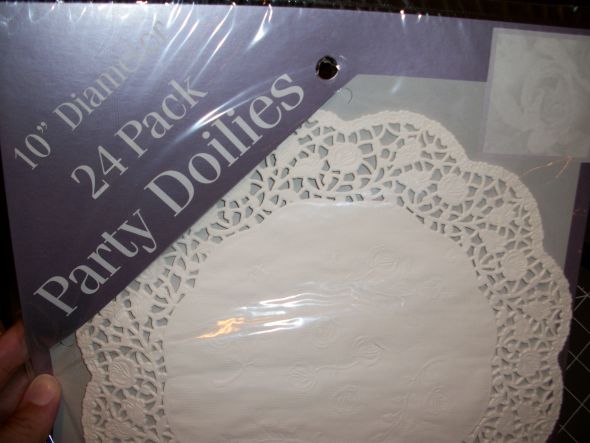 10” Diameter
24 Pack
Party Doilies